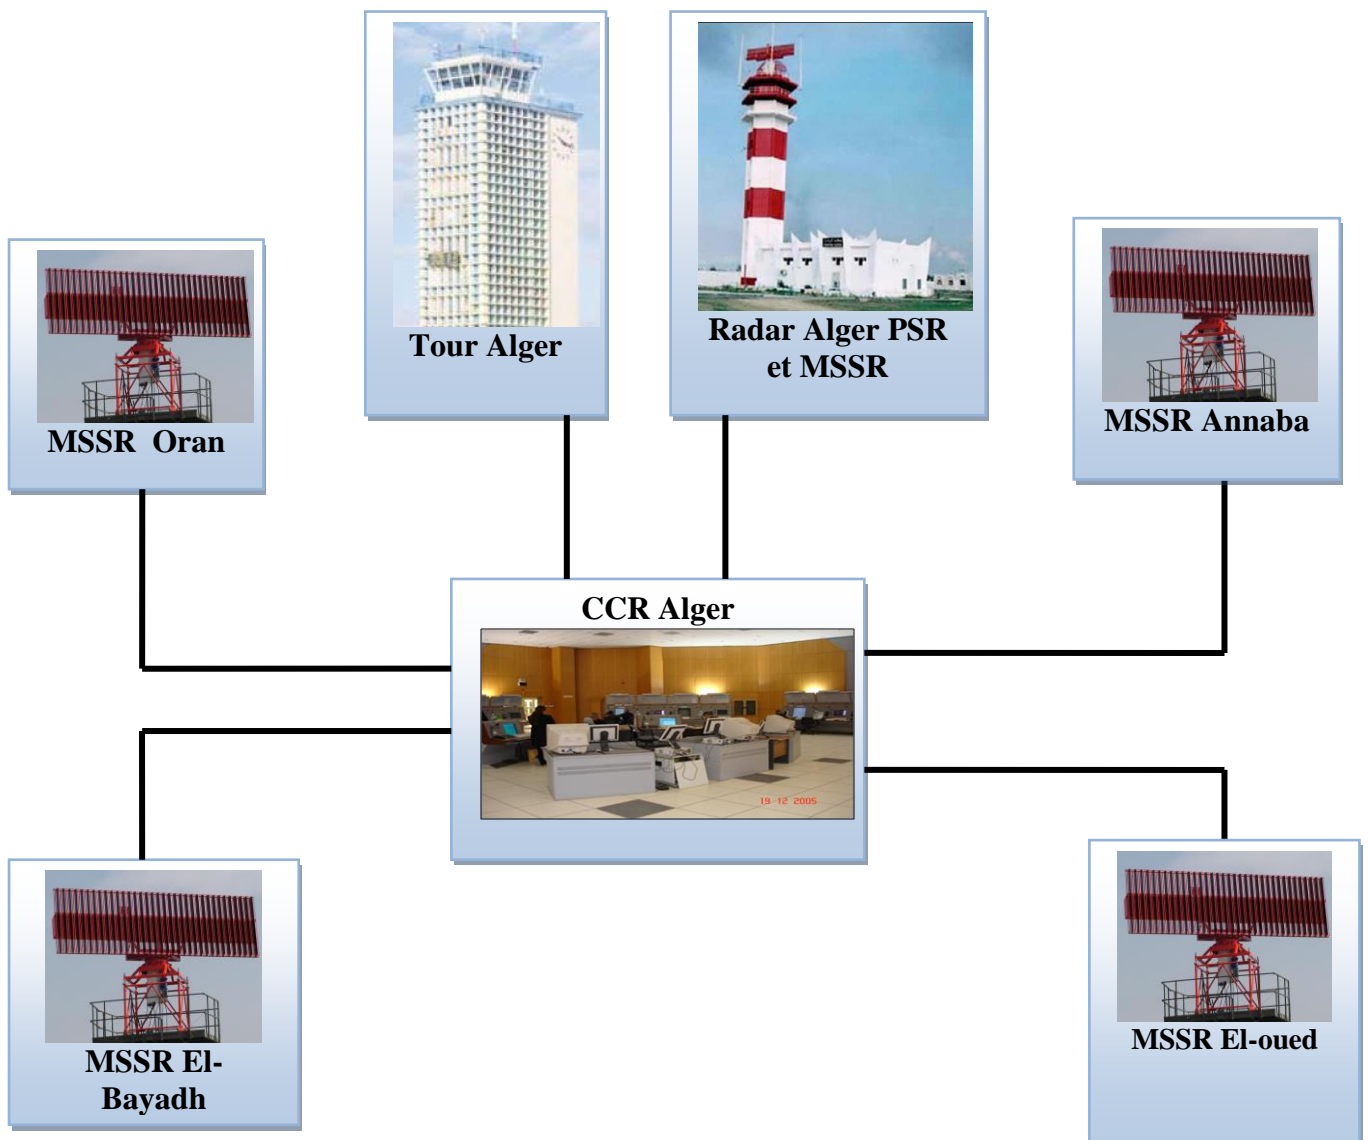 Tour Alger
Radar Alger PSR
et MSSR
MSSR Oran
MSSR Annaba
CCR Alger
19 12 2005
MSSR El-
Bayadh
MSSR El-oued